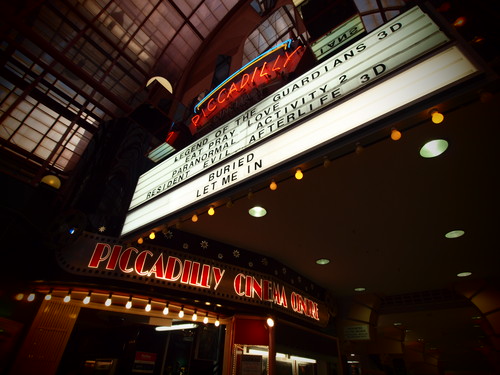 PICCADILLY
LEGEND OF THE GUARDIANS 3D
EAT PRAY LOVE
PARANORMAL ACTIVITY 2
RESIDENT EVIL AFTERLIFE 3D
BURIED
LET ME IN
PICCADILLY CINEMA CENTRE